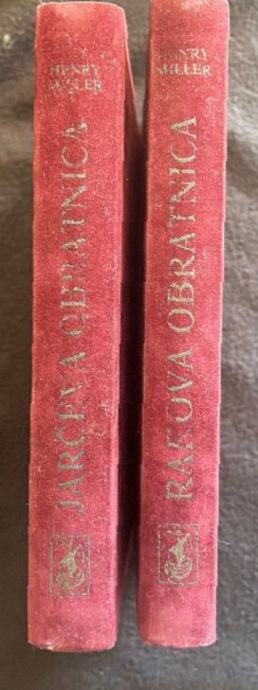 HENRY
MILLER
JARČEVA OBRATNICA
HENRY
MILLER
RAKOVA OBRATNICA